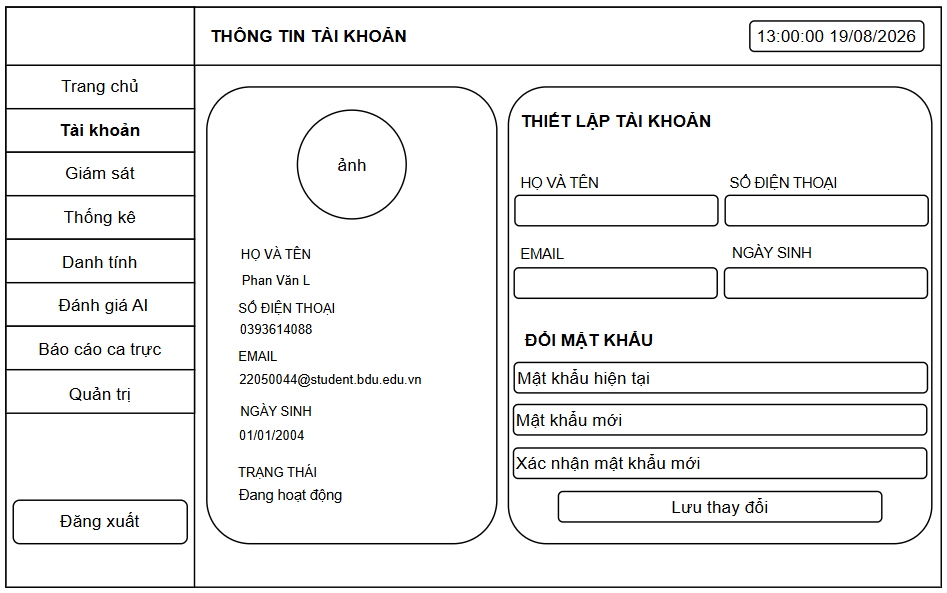 THÔNG TIN TÀI KHOẢN
13:00:00 19/08/2026
Trang chủ
Tài khoản
Giám sát
Thống kê
Danh tính
Đánh giá AI
Báo cáo ca trực
Quản trị
Đăng xuất
ảnh
HỌ VÀ TÊN
Phan Văn L
SỐ ĐIỆN THOẠI
0393614088
EMAIL
22050044@student.bdu.edu.vn
NGÀY SINH
01/01/2004
TRẠNG THÁI
Đang hoạt động
THIẾT LẬP TÀI KHOẢN
HỌ VÀ TÊN
SỐ ĐIỆN THOẠI
EMAIL
NGÀY SINH
ĐỔI MẬT KHẨU
Mật khẩu hiện tại
Mật khẩu mới
Xác nhận mật khẩu mới
Lưu thay đổi